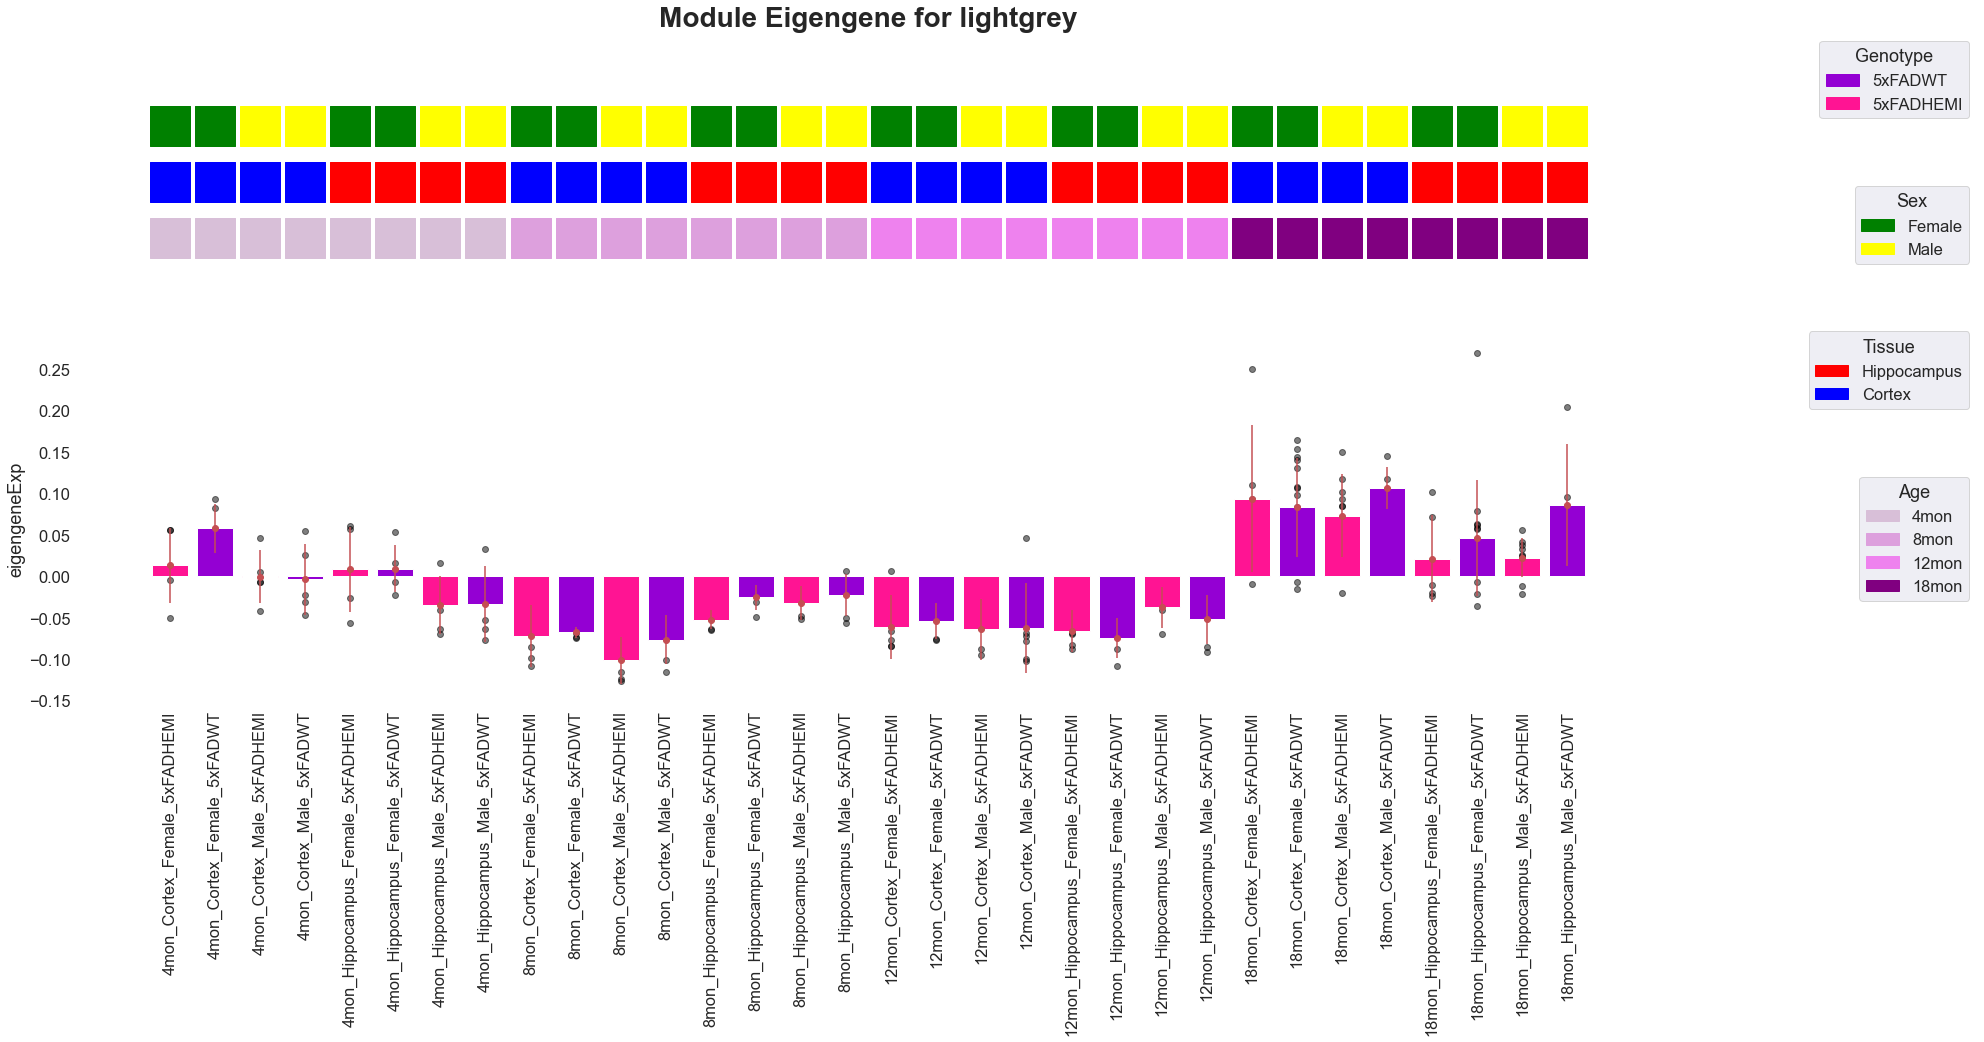 Module Eigengene for lightgrey
Genotype
5xFADWT
5xFADHEMI
Sex
Female
Male
Tissue
Hippocampus
Cortex
Age
4mon
8mon
12mon
18mon
eigengeneExp
0.25
0.20
0.15
0.10
0.05
0.00
−0.05
−0.10
−0.15
4mon_Cortex_Female_5xFADHEMI
4mon_Cortex_Female_5xFADWT
4mon_Cortex_Male_5xFADHEMI
4mon_Cortex_Male_5xFADWT
4mon_Hippocampus_Female_5xFADHEMI
4mon_Hippocampus_Female_5xFADWT
4mon_Hippocampus_Male_5xFADHEMI
4mon_Hippocampus_Male_5xFADWT
8mon_Cortex_Female_5xFADHEMI
8mon_Cortex_Female_5xFADWT
8mon_Cortex_Male_5xFADHEMI
8mon_Cortex_Male_5xFADWT
8mon_Hippocampus_Female_5xFADHEMI
8mon_Hippocampus_Female_5xFADWT
8mon_Hippocampus_Male_5xFADHEMI
8mon_Hippocampus_Male_5xFADWT
12mon_Cortex_Female_5xFADHEMI
12mon_Cortex_Female_5xFADWT
12mon_Cortex_Male_5xFADHEMI
12mon_Cortex_Male_5xFADWT
12mon_Hippocampus_Female_5xFADHEMI
12mon_Hippocampus_Female_5xFADWT
12mon_Hippocampus_Male_5xFADHEMI
12mon_Hippocampus_Male_5xFADWT
18mon_Cortex_Female_5xFADHEMI
18mon_Cortex_Female_5xFADWT
18mon_Cortex_Male_5xFADHEMI
18mon_Cortex_Male_5xFADWT
18mon_Hippocampus_Female_5xFADHEMI
18mon_Hippocampus_Female_5xFADWT
18mon_Hippocampus_Male_5xFADHEMI
18mon_Hippocampus_Male_5xFADWT